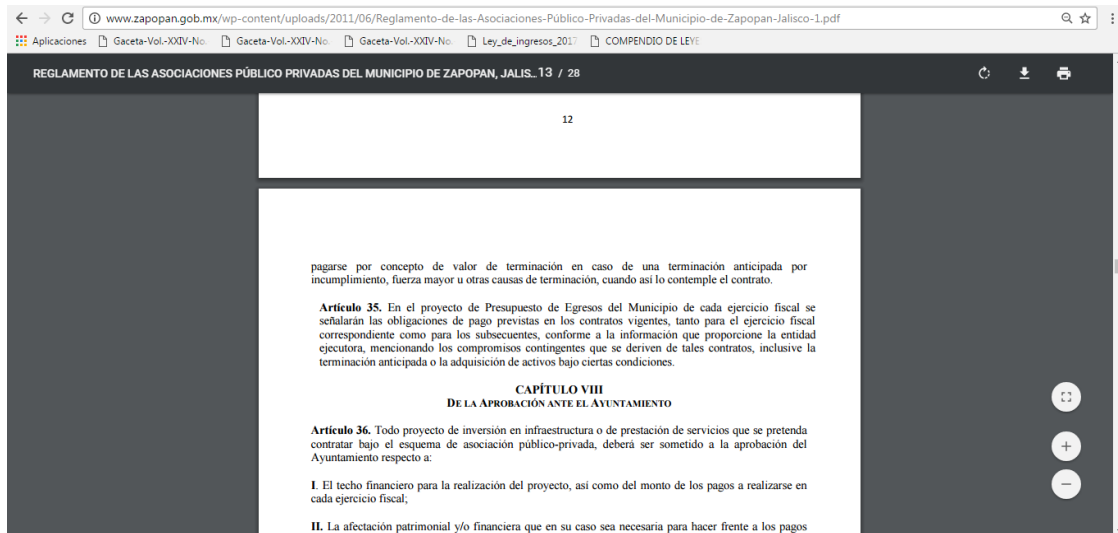 www.zapopan.gob.mx/wp-content/uploads/2011/06/Reglamento-de-las-Asociaciones-Público-Privadas-del-Municipio-de-Zapopan-Jalisco-1.pdf
Aplicaciones Gaceta-Vol.-XXIV-No. Gaceta-Vol.-XXIV-No. Gaceta-Vol.-XXIV-No. Ley_de_ingresos_2017 COMPENDIO DE LEYE
REGLAMENTO DE LAS ASOCIACIONES PÚBLICO PRIVADAS DEL MUNICIPIO DE ZAPOPAN, JALIS... 13 / 28
12
pagarse por concepto de valor de terminación en caso de una terminación anticipada por
incumplimiento, fuerza mayor u otras causas de terminación, cuando así lo contemple el contrato.
Artículo 35. En el proyecto de Presupuesto de Egresos del Municipio de cada ejercicio fiscal se
señalarán las obligaciones de pago previstas en los contratos vigentes, tanto para el ejercicio fiscal
correspondiente como para los subsecuentes, conforme a la información que proporcione la entidad
ejecutora, mencionando los compromisos contingentes que se deriven de tales contratos, inclusive la
terminación anticipada o la adquisición de activos bajo ciertas condiciones.
CAPÍTULO VIII
DE LA APROBACIÓN ANTE EL AYUNTAMIENTO
Artículo 36. Todo proyecto de inversión en infraestructura o de prestación de servicios que se pretenda
contratar bajo el esquema de asociación público-privada, deberá ser sometido a la aprobación del
Ayuntamiento respecto a:
I. El techo financiero para la realización del proyecto, así como del monto de los pagos a realizarse en
cada ejercicio fiscal;
II. La afectación patrimonial y/o financiera que en su caso sea necesaria para hacer frente a los pagos